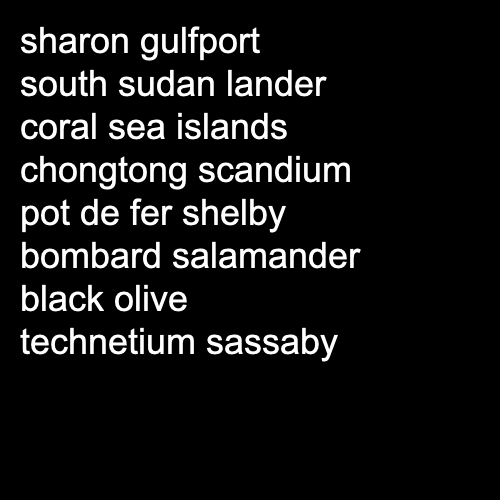 sharon gulfport
south sudan lander
coral sea islands
chongtong scandium
pot de fer shelby
bombard salamander
black olive
technetium sassaby